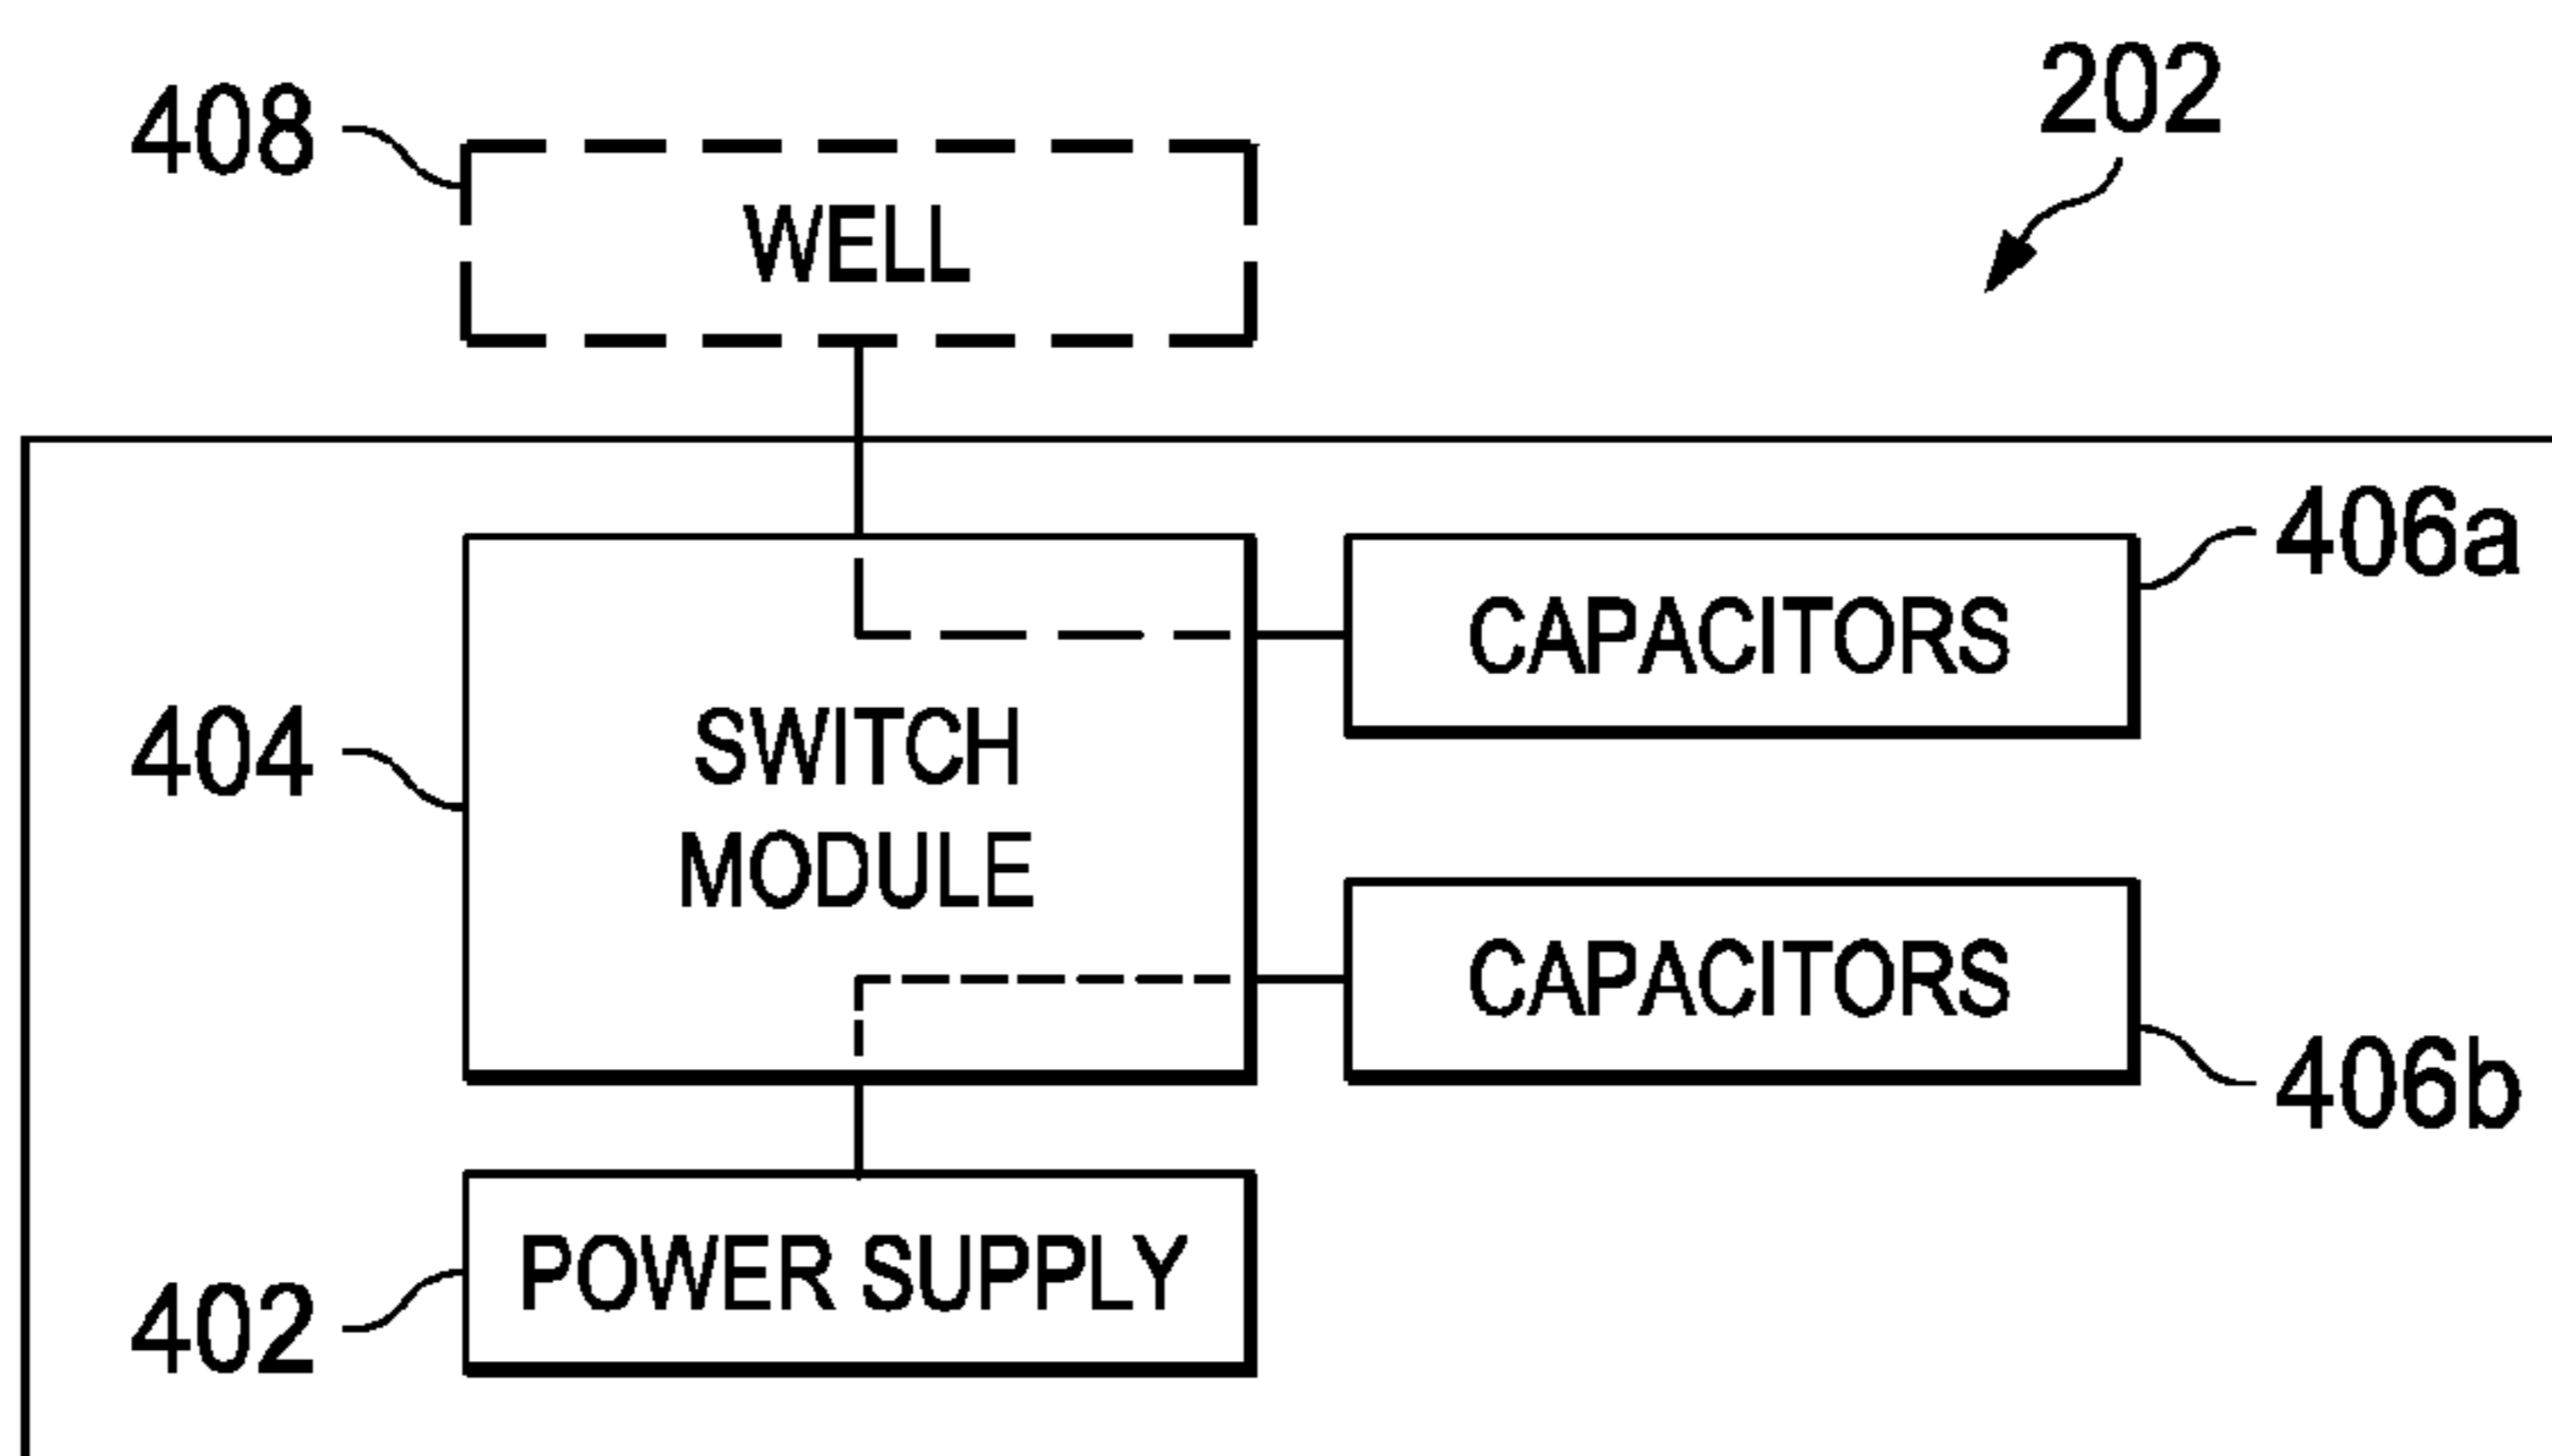 202
408
WELL
406a
CAPACITORS
404
SWITCH
MODULE
CAPACITORS
406b
402
POWER SUPPLY